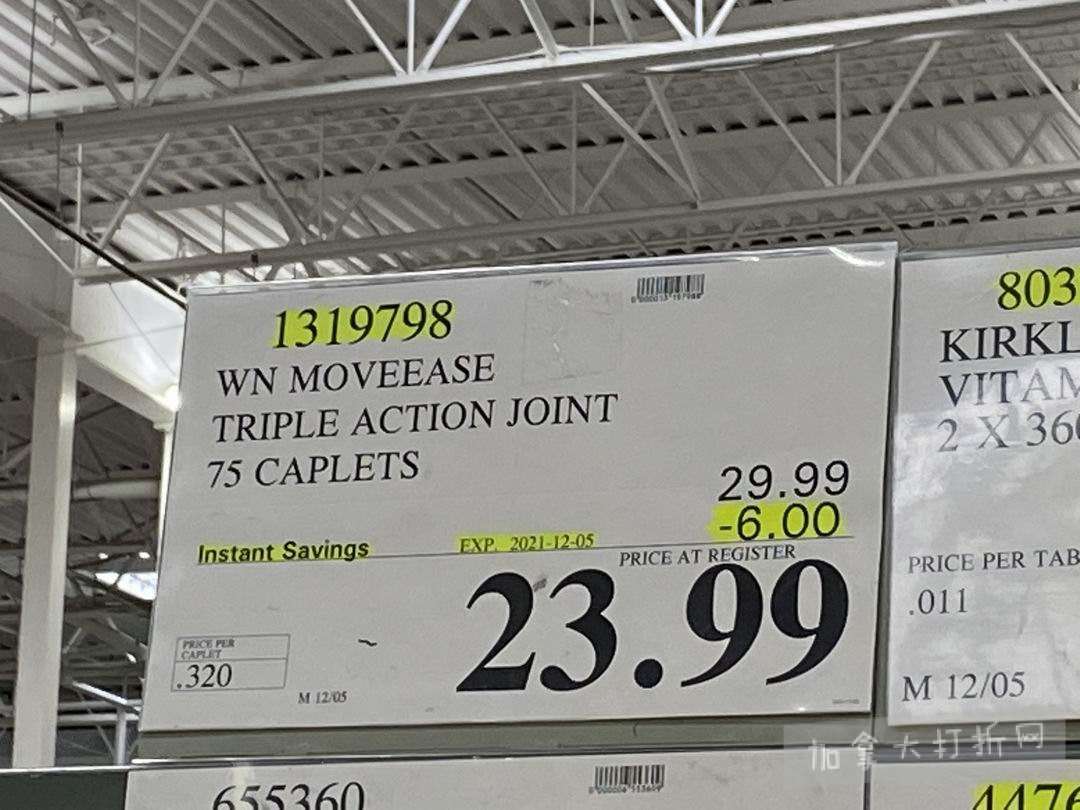 1319798
WN MOVEEASE
TRIPLE ACTION JOINT
75 CAPLETS
29.99
-6.00
Instant Savings
EXP. 2021-12-05
PRICE AT REGISTER
23.99
PRICE PER
CAPLET
.320
M 12/05
803
KIRKL
VITAM
2 X 360
PRICE PER TAB
.011
M 12/05
655360
4476
加拿大打折网